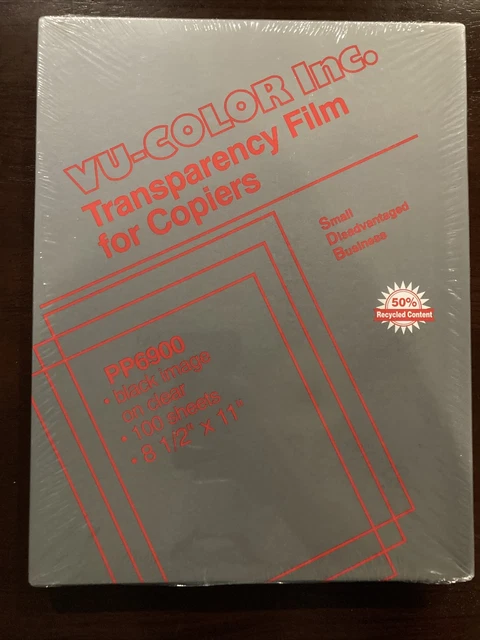 VU-COLOR Inc.
Transparency Film
for Copiers
Small
Disadvantaged
Business
50%
Recycled Content
PP6900
• black image
on clear
• 100 sheets
• 8 1/2" x 11"